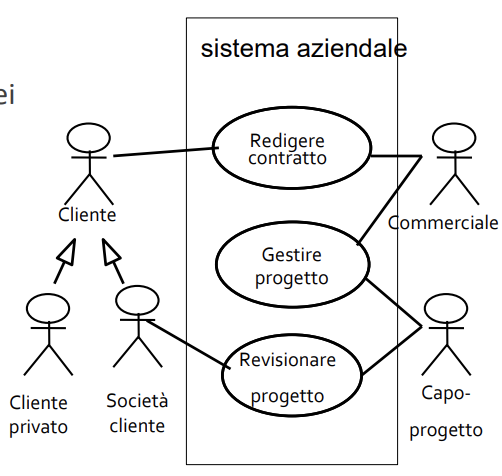 sistema aziendale
ei
Redigere
contratto
Cliente
Commerciale
Gestire
progetto
Revisionare
progetto
Cliente
privato
Società
cliente
Capo-
progetto